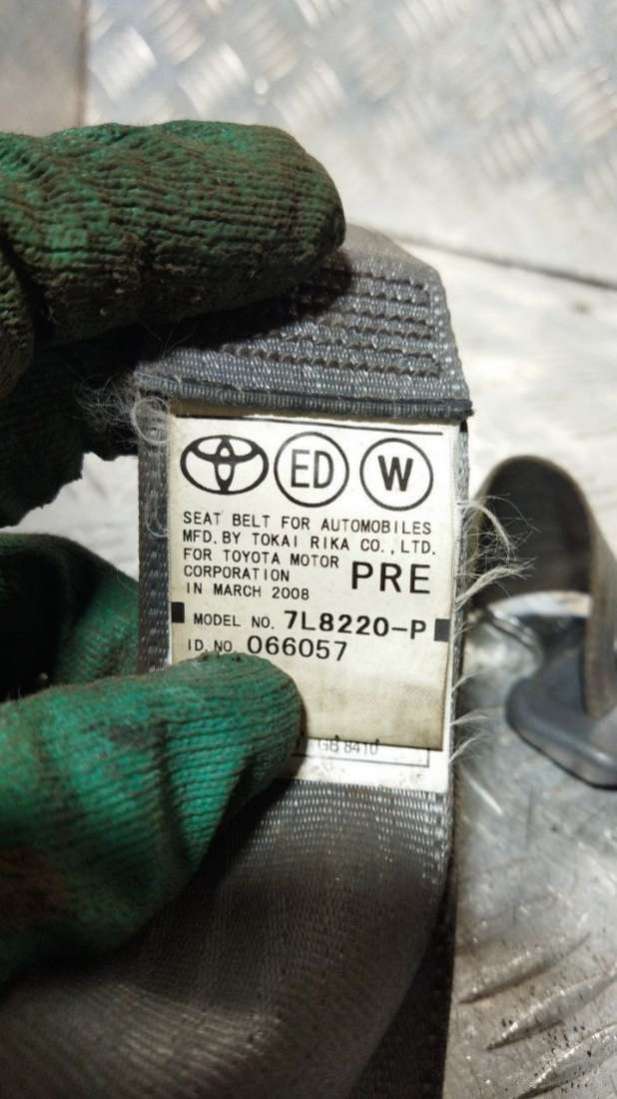 ED W
SEAT BELT FOR AUTOMOBILES
MFD. BY TOKAI RIKA CO., LTD.
FOR TOYOTA MOTOR
CORPORATION PRE
IN MARCH 2008
MODEL NO. 7L8220-P
ID. NO. 066057
GB 8410